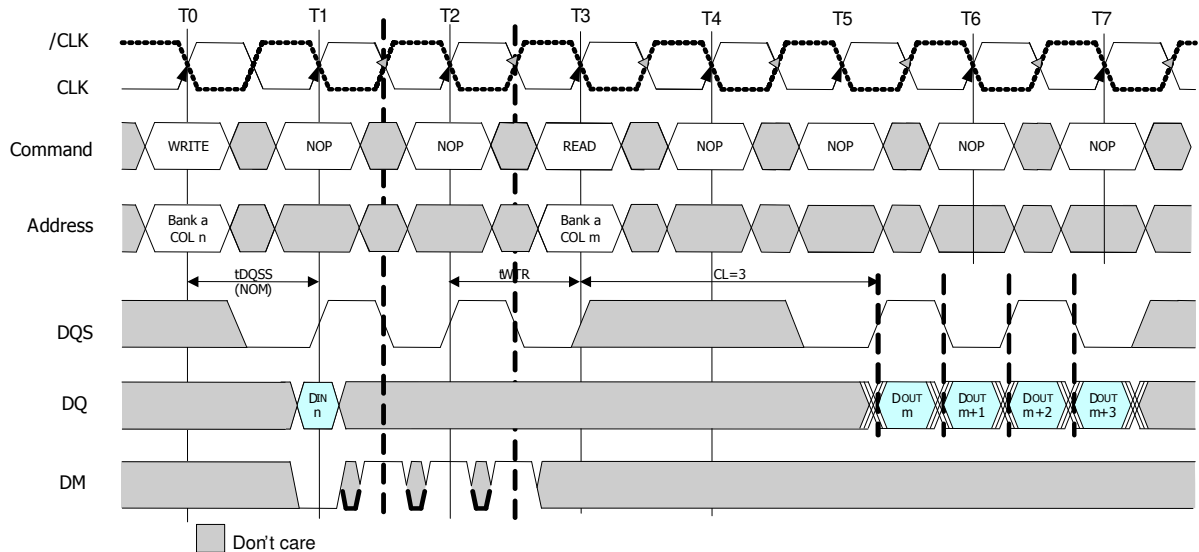 T0 T1 T2 T3 T4 T5 T6 T7
/CLK
CLK
Command WRITE NOP NOP READ NOP NOP NOP NOP
Address Bank a COL n Bank a COL m
tDQSS (NOM) tWTR CL=3
DQS
DQ DIN n DOUT m DOUT m+1 DOUT m+2 DOUT m+3
DM
Don't care